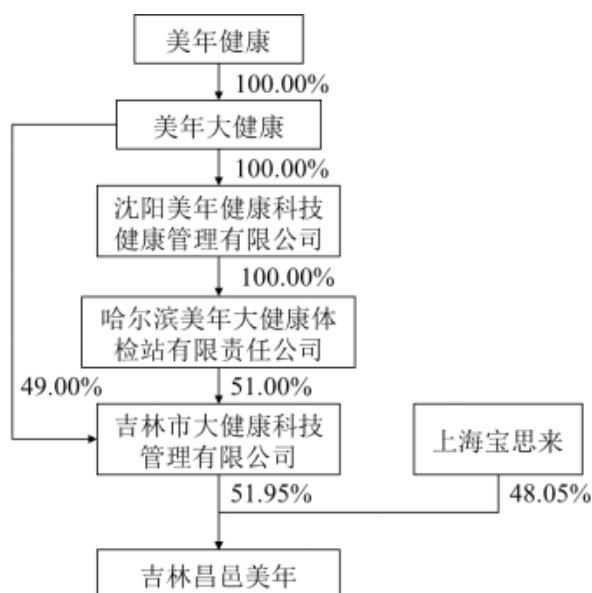 美年健康
100.00%
美年大健康
100.00%
沈阳美年健康科技
健康管理有限公司
100.00%
哈尔滨美年大健康体
检站有限责任公司
49.00%
51.00%
吉林市大健康科技
管理有限公司
上海宝思来
51.95%
48.05%
吉林昌邑美年